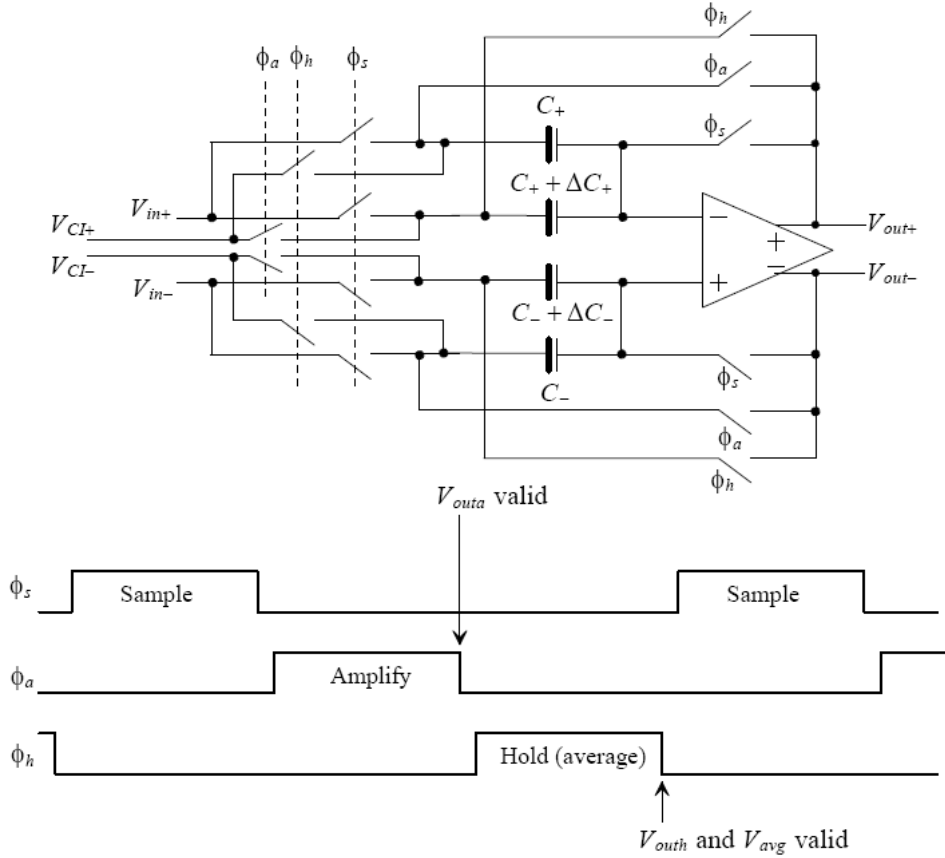 ϕh
ϕa ϕh ϕs
ϕa
C+
ϕs
C+ + ΔC+
Vin+
VCI+
VCI−
Vin−
− +
+ −
Vout+
Vout−
C− + ΔC−
ϕs
C−
ϕa
ϕh
Vouta valid
ϕs Sample Sample
ϕa Amplify
ϕh Hold (average)
Vouth and Vavg valid